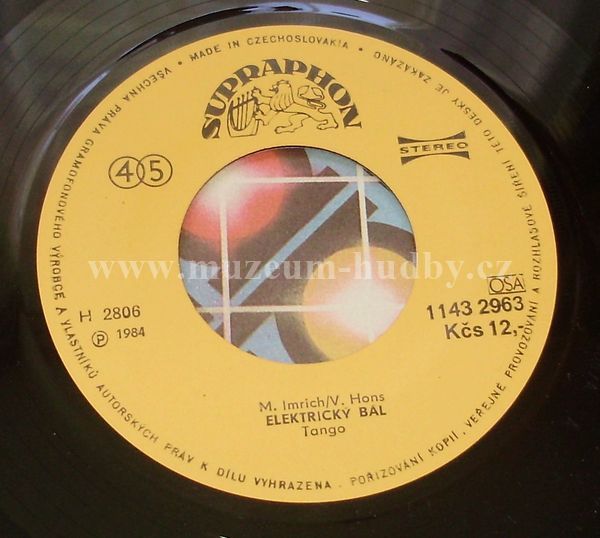 VŠECHNA PRÁVA GRAMOFONOVÉHO VÝROBCE A VLASTNÍKŮ AUTORSKÝCH PRÁV K DÍLU VYHRAZENA · POŘIZOVÁNÍ KOPIÍ, VEŘEJNÉ PROVOZOVÁNÍ A ROZHLASOVÉ ŠÍŘENÍ TÉTO DESKY JE ZAKÁZÁNO • MADE IN CZECHOSLOVAKIA •
SUPRAPHON
STEREO
45
www.muzeum-hudby.cz
OSA
H 2806
1143 2963
Ⓟ 1984
Kčs 12,-
M. Imrich/V. Hons
ELEKTRICKÝ BÁL
Tango